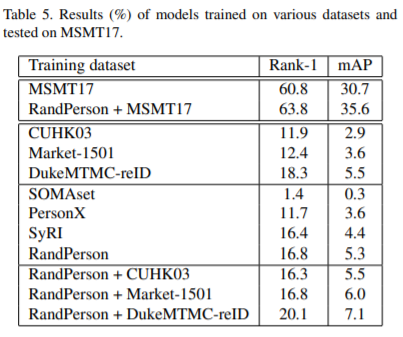 Table 5. Results (%) of models trained on various datasets and
tested on MSMT17.
Training dataset Rank-1 mAP
MSMT17 60.8 30.7
RandPerson + MSMT17 63.8 35.6
CUHK03 11.9 2.9
Market-1501 12.4 3.6
DukeMTMC-reID 18.3 5.5
SOMAset 1.4 0.3
PersonX 11.7 3.6
SyRI 16.4 4.4
RandPerson 16.8 5.3
RandPerson + CUHK03 16.3 5.5
RandPerson + Market-1501 16.8 6.0
RandPerson + DukeMTMC-reID 20.1 7.1